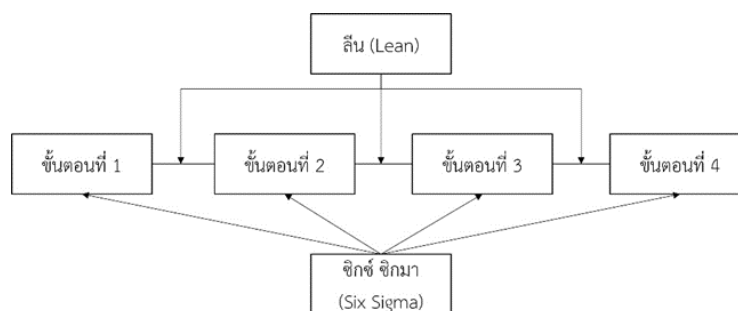 ลีน (Lean)
ขั้นตอนที่ 1
ขั้นตอนที่ 2
ขั้นตอนที่ 3
ขั้นตอนที่ 4
ซิกซ์ ซิกมา
(Six Sigma)